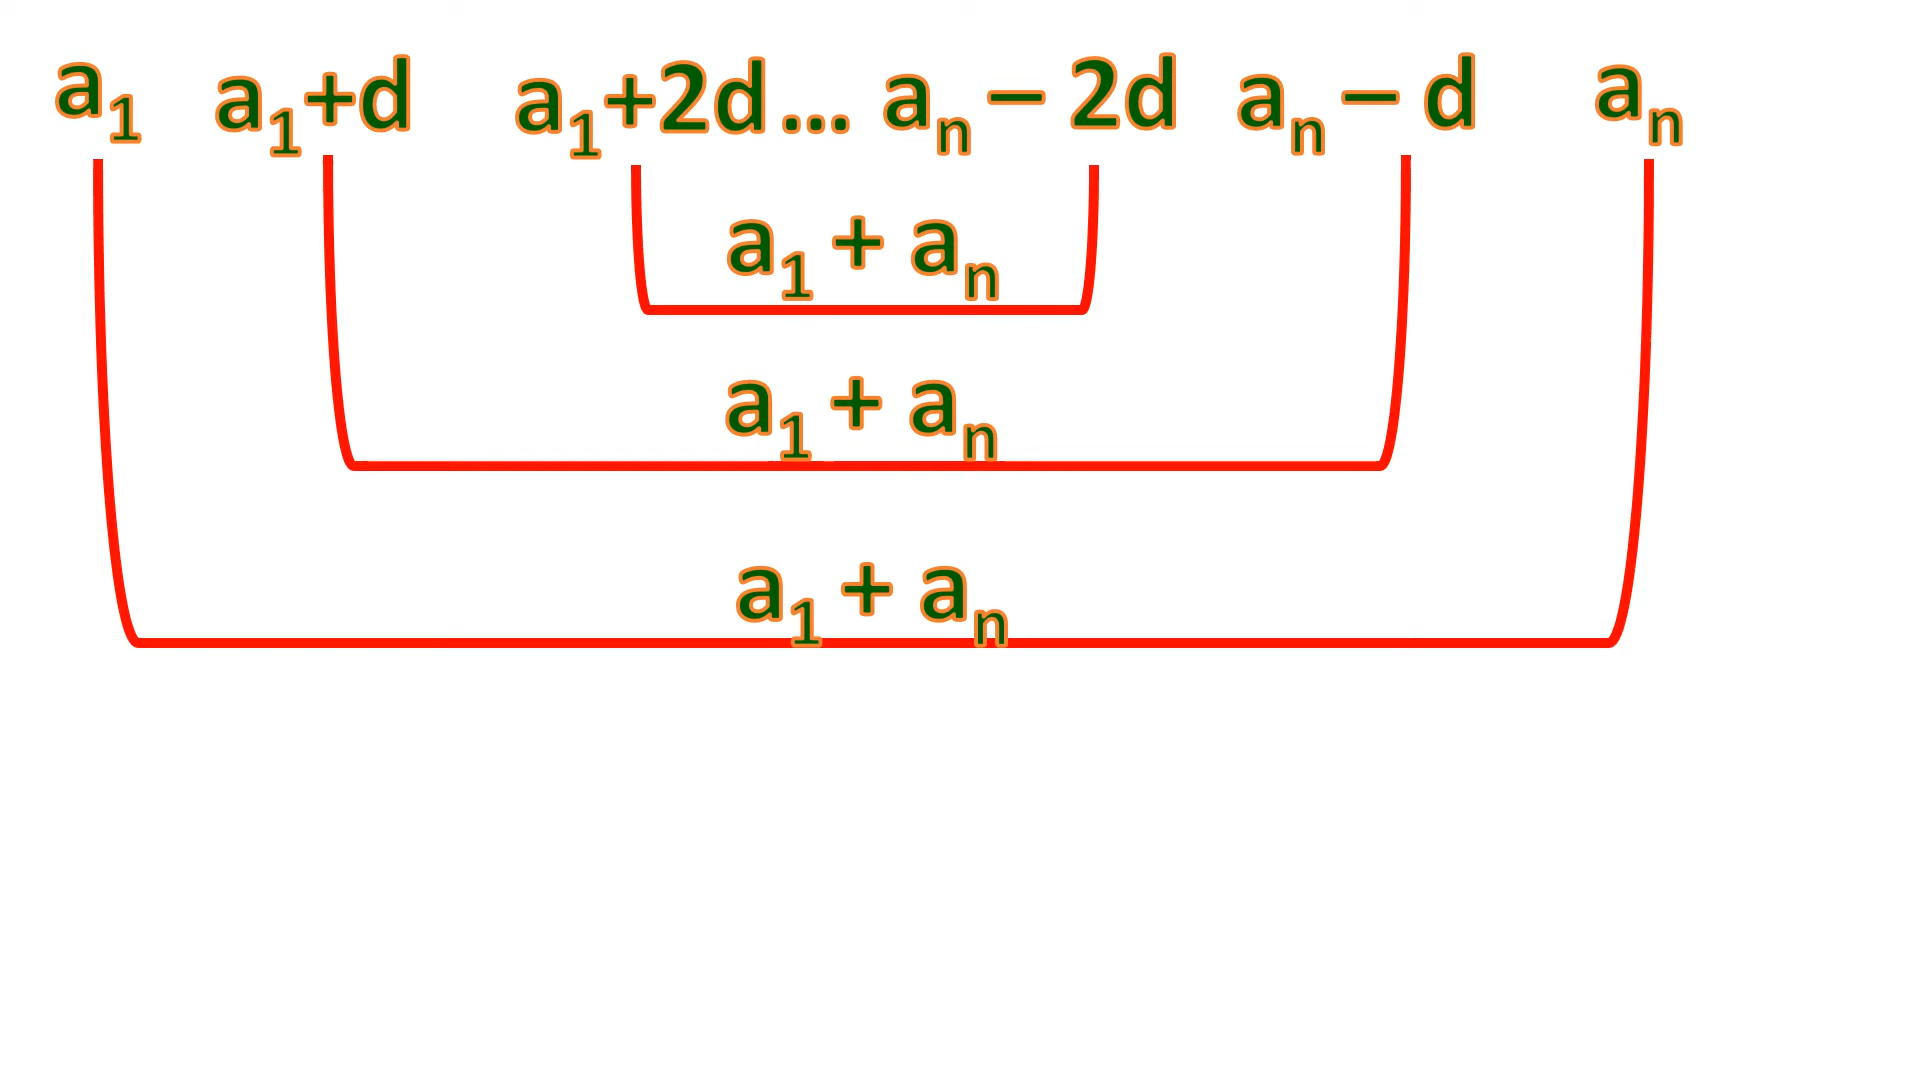 a₁ a₁+d a₁+2d... aₙ – 2d aₙ – d aₙ
a₁ + aₙ
a₁ + aₙ
a₁ + aₙ